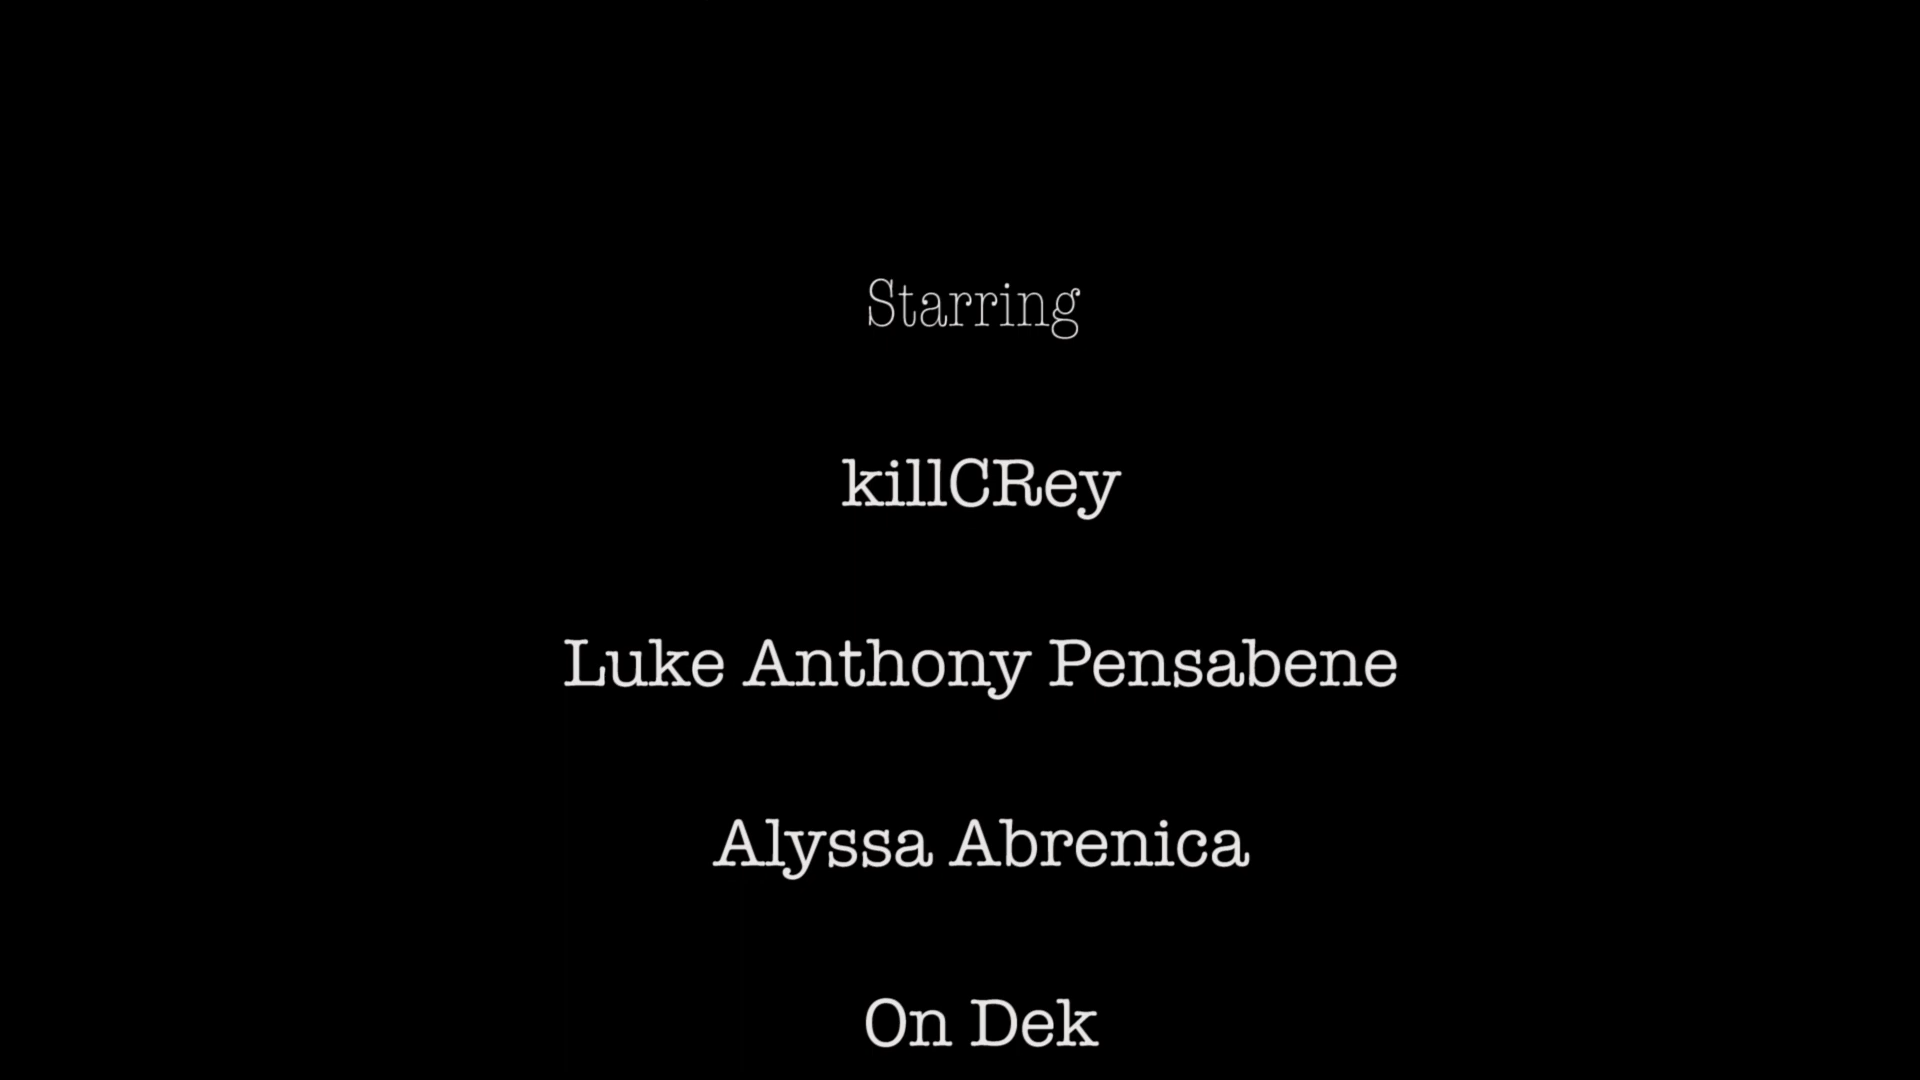 Starring
killCRey
Luke Anthony Pensabene
Alyssa Abrenica
On Dek